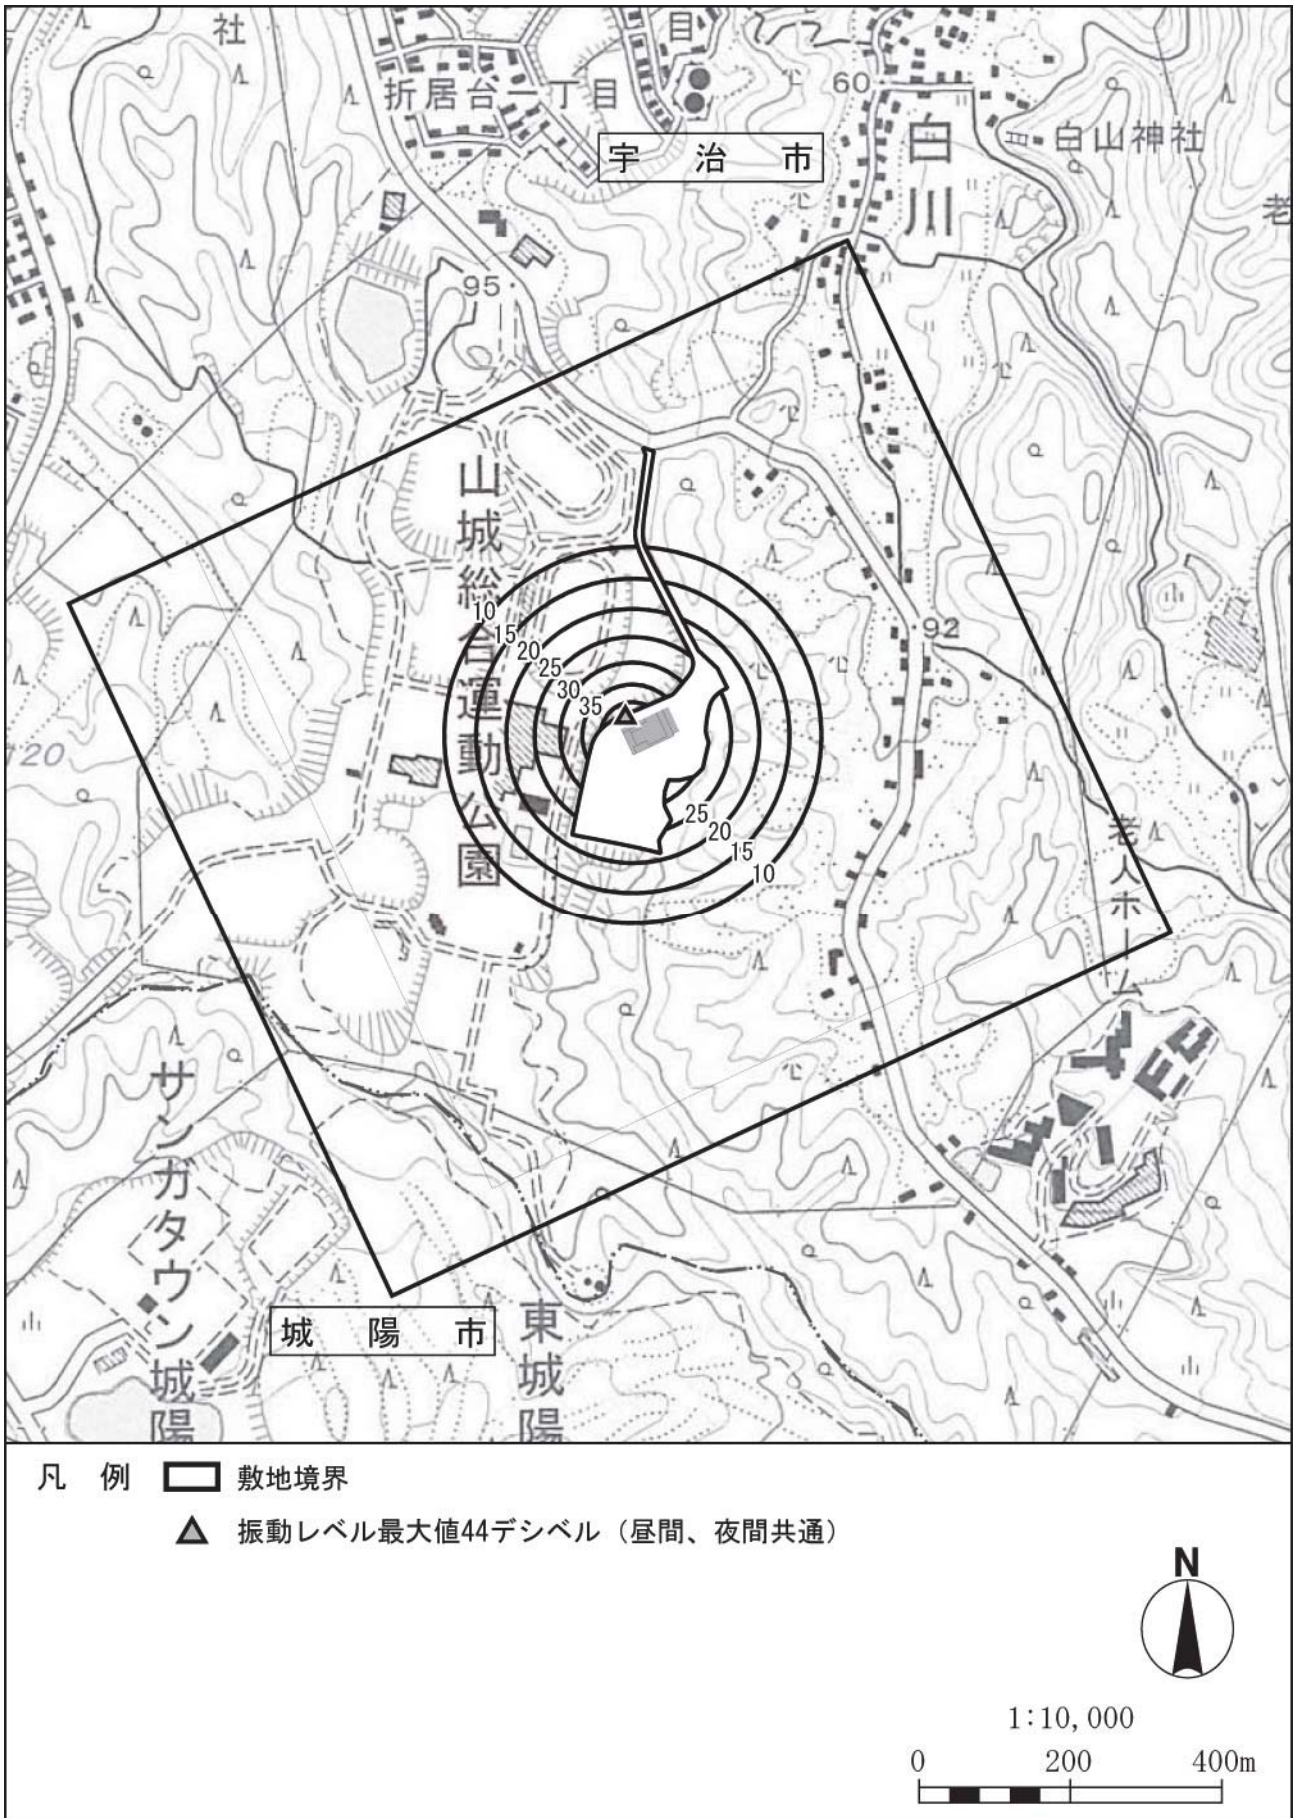 社
目
折居台一丁目
60
宇治市
白川
白山神社
老
95
山城総合運動公園
10
15
20
25
30
35
92
120
25
20
15
10
老人ホーム
サンガタウン城陽
城陽市
東城陽
凡例
敷地境界
振動レベル最大値44デシベル（昼間、夜間共通）
N
1:10,000
0 200 400m